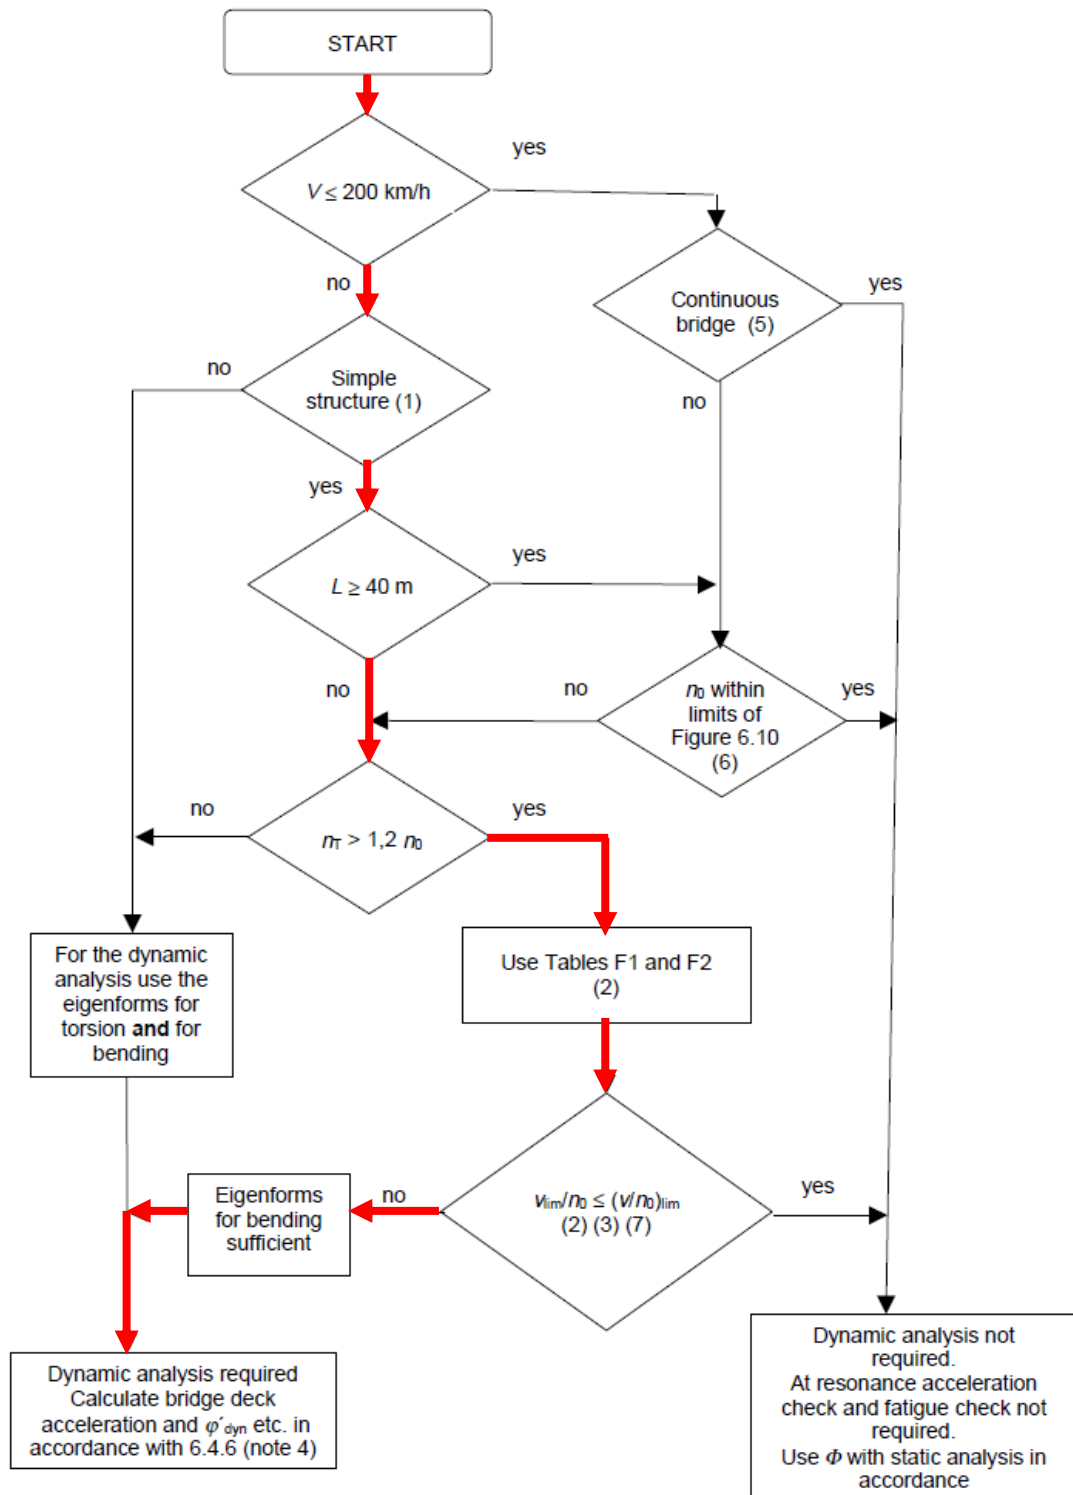 START
yes
V ≤ 200 km/h
no
Continuous
bridge (5)
yes
no
Simple
structure (1)
no
yes
yes
L ≥ 40 m
no
no
n0 within
limits of
Figure 6.10
(6)
yes
no
yes
nT > 1,2 n0
For the dynamic
analysis use the
eigenforms for
torsion and for
bending
Use Tables F1 and F2
(2)
Eigenforms
for bending
sufficient
no
vlim/n0 ≤ (v/n0)lim
(2) (3) (7)
yes
Dynamic analysis required
Calculate bridge deck
acceleration and φ′dyn etc. in
accordance with 6.4.6 (note 4)
Dynamic analysis not
required.
At resonance acceleration
check and fatigue check not
required.
Use Φ with static analysis in
accordance